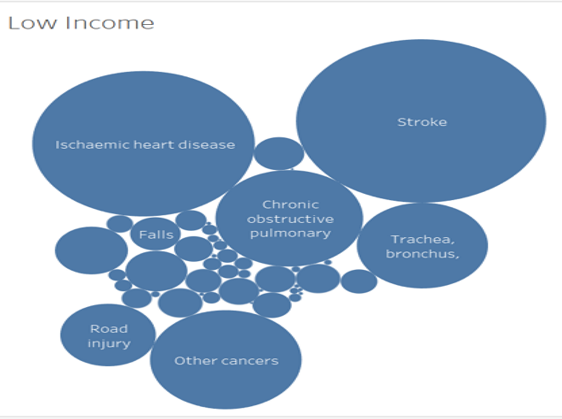 Low Income
Stroke
Ischaemic heart disease
Chronic
obstructive
pulmonary
Falls
Trachea,
bronchus,
Road
injury
Other cancers